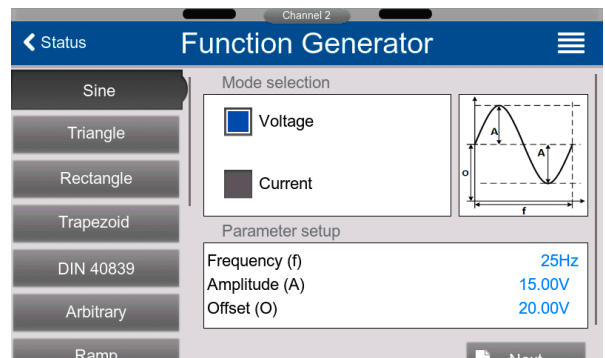 Channel 2
Status
Function Generator
Sine
Triangle
Rectangle
Trapezoid
DIN 40839
Arbitrary
Ramp
Mode selection
Voltage
Current
A
A
O
f
Parameter setup
Frequency (f) 25Hz
Amplitude (A) 15.00V
Offset (O) 20.00V
Next